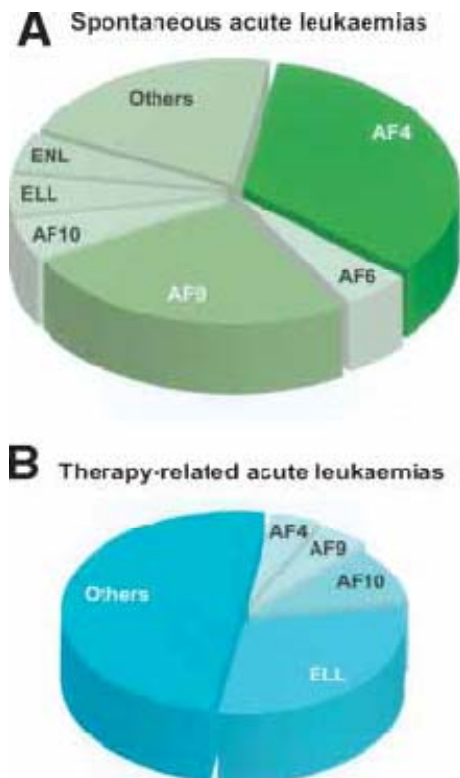 A Spontaneous acute leukaemias
Others
AF4
ENL
ELL
AF10
AF6
AF9
B Therapy-related acute leukaemias
AF4
AF9
AF10
Others
ELL